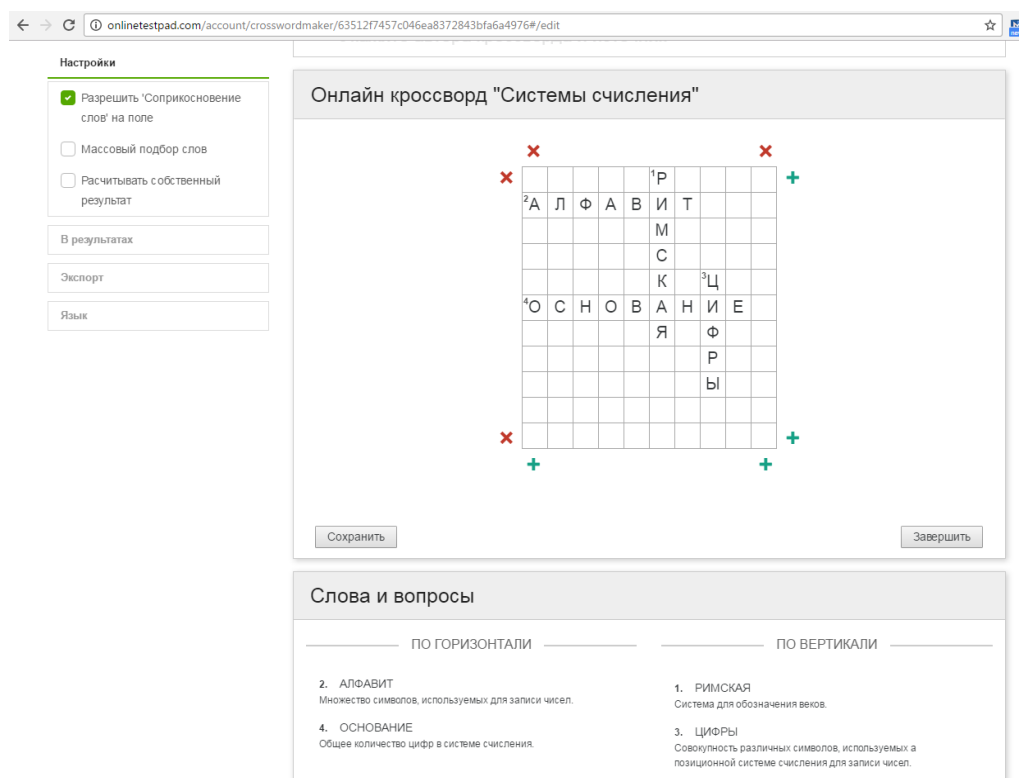 onlinetestpad.com/account/crosswordmaker/63512f7457c046ea8372843bfa6a4976#/edit
Настройки
Разрешить 'Соприкосновение
слов' на поле
Массовый подбор слов
Расчитывать собственный
результат
В результатах
Экспорт
Язык
Онлайн кроссворд "Системы счисления"
1Р
2А Л Ф А В И Т
М
С
К 3Ц
4О С Н О В А Н И Е
Я Ф
Р
Ы
Сохранить
Завершить
Слова и вопросы
ПО ГОРИЗОНТАЛИ
2. АЛФАВИТ
Множество символов, используемых для записи чисел.
4. ОСНОВАНИЕ
Общее количество цифр в системе счисления.
ПО ВЕРТИКАЛИ
1. РИМСКАЯ
Система для обозначения веков.
3. ЦИФРЫ
Совокупность различных символов, используемых а
позиционной системе счисления для записи чисел.